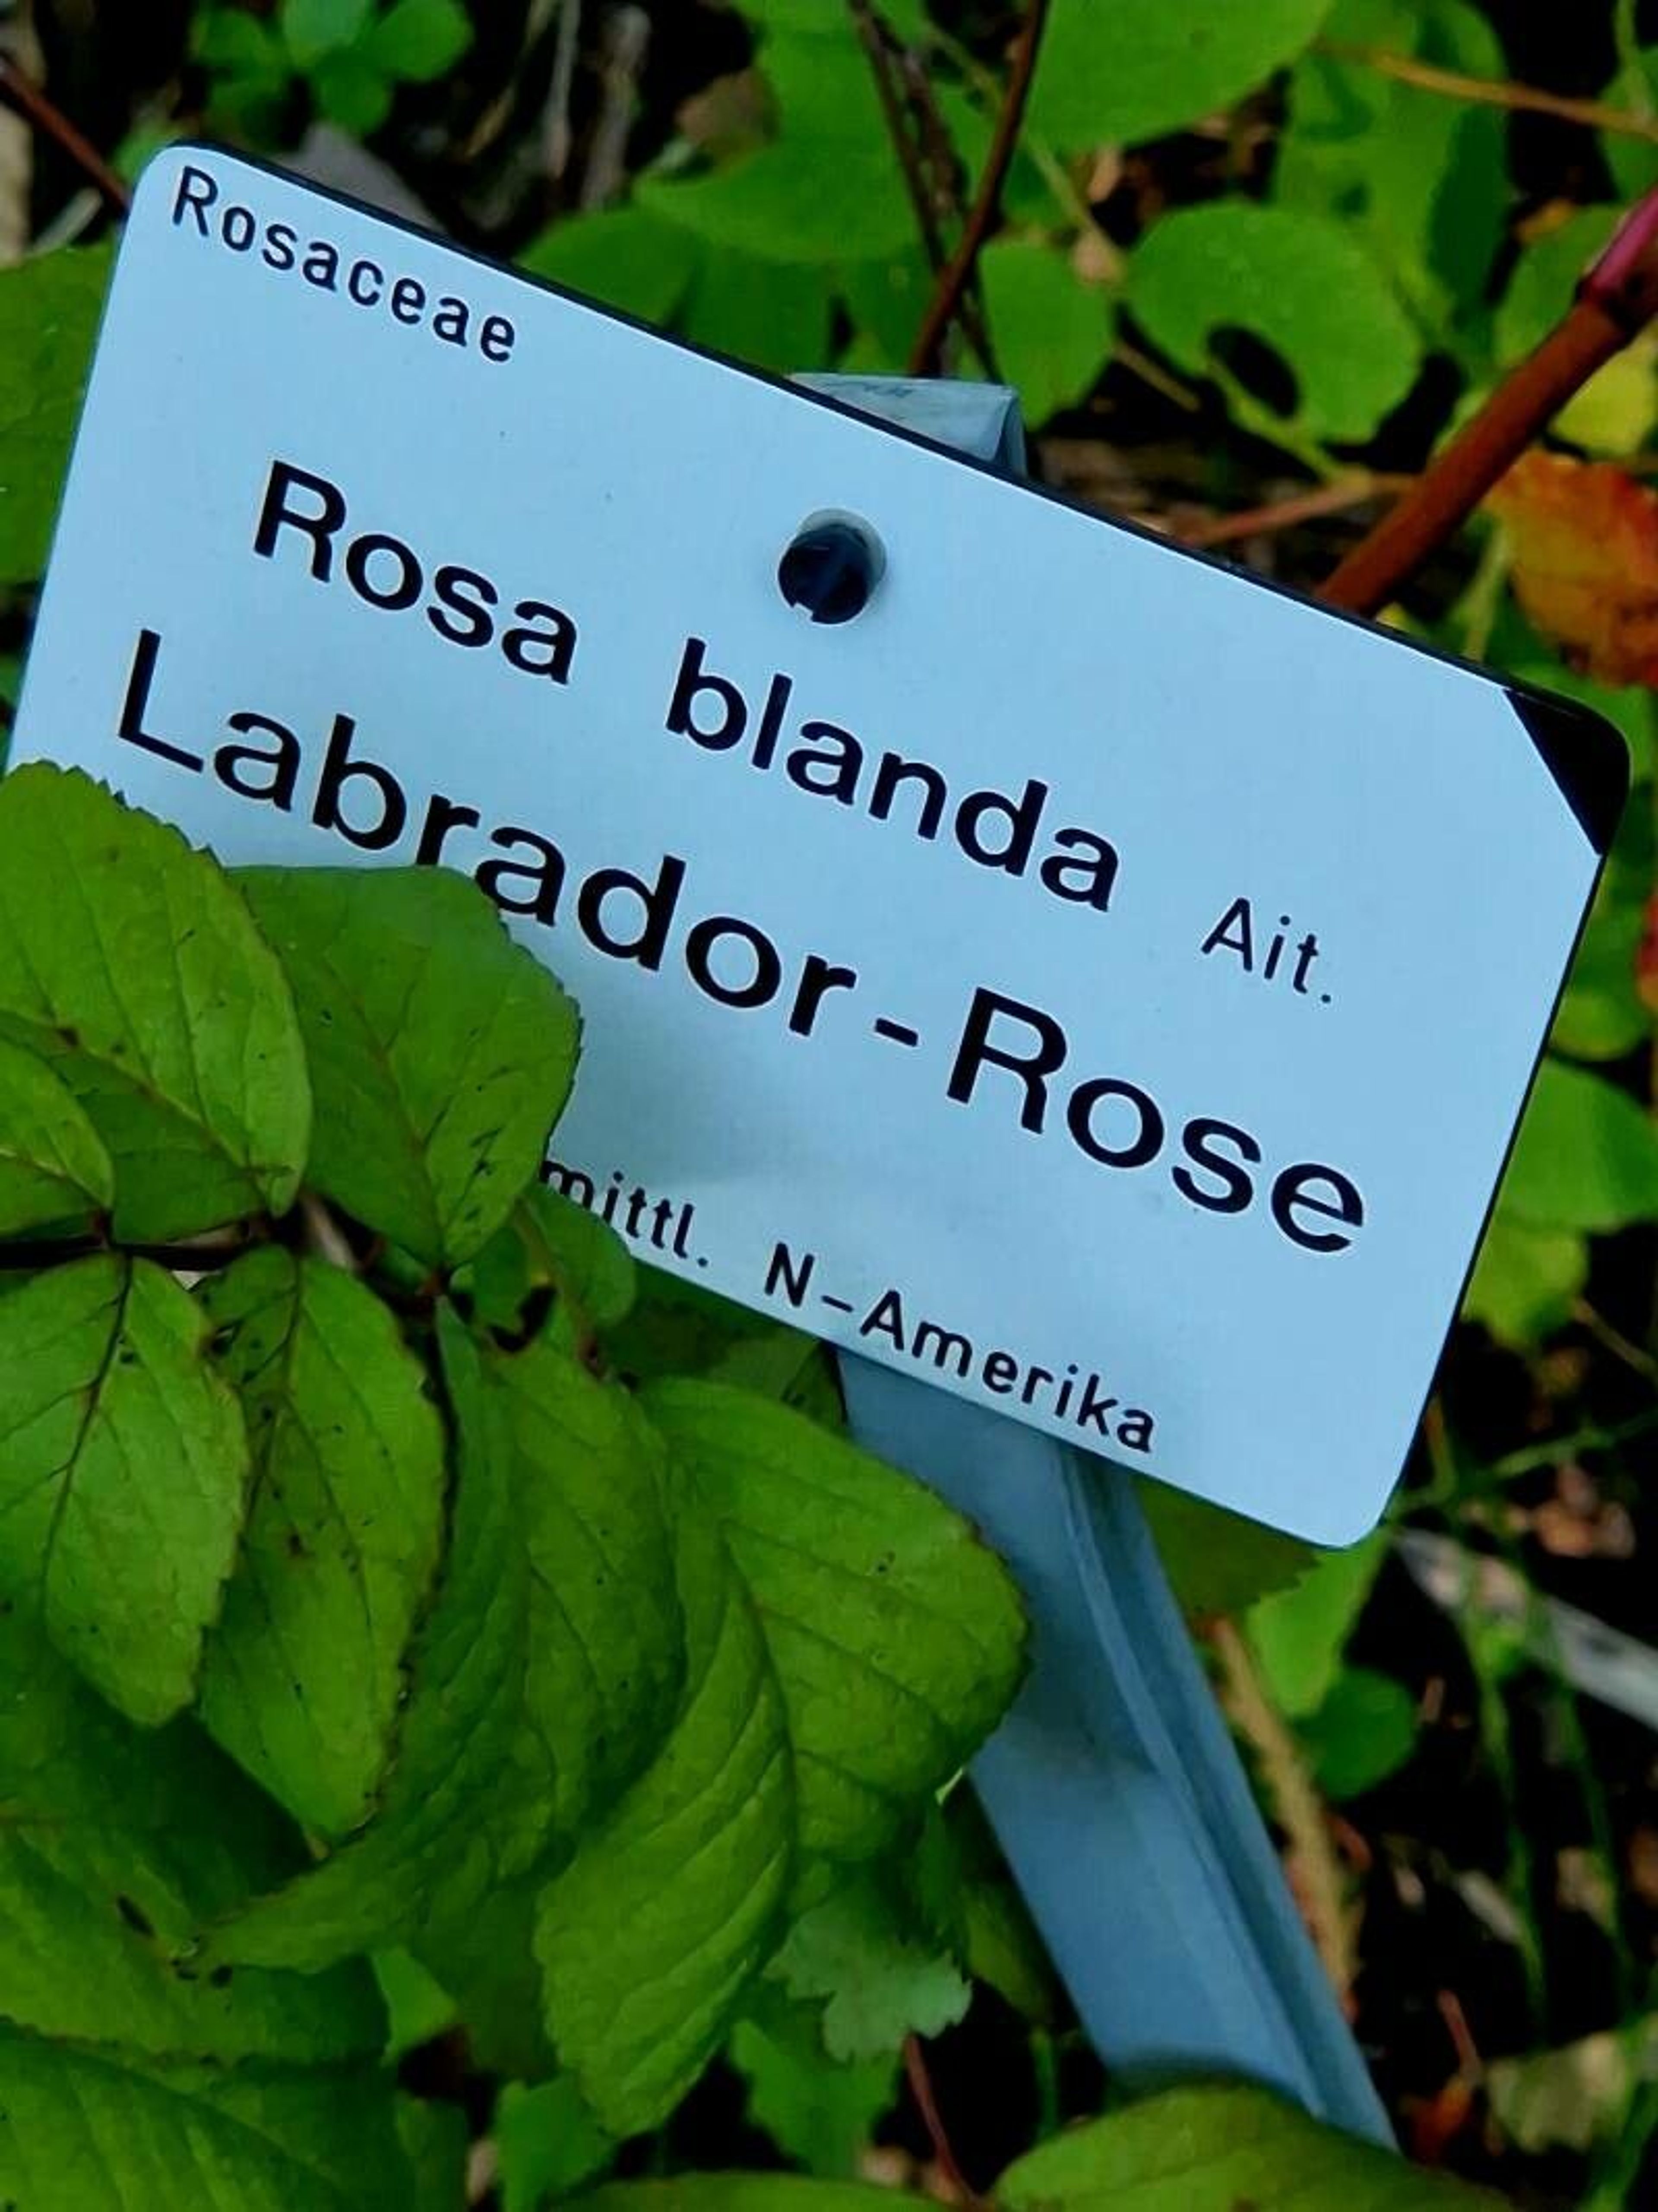 Rosaceae
Rosa blanda Ait.
Labrador-Rose
mittl. N-Amerika